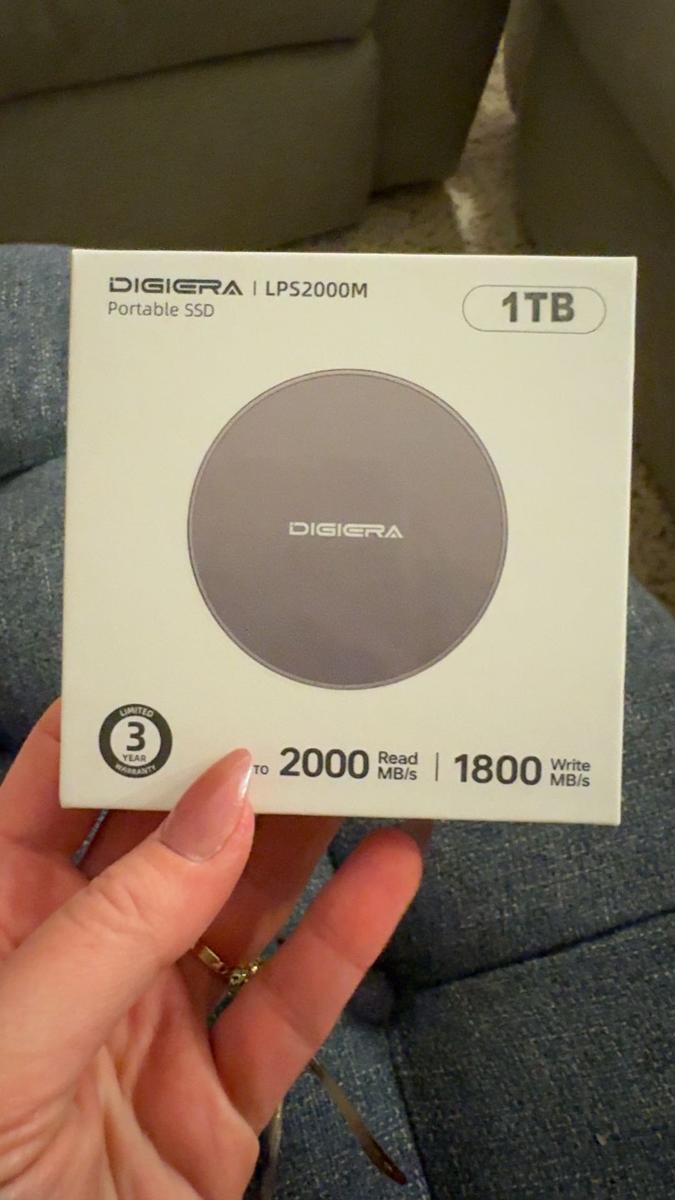 DIGIERA | LPS2000M
Portable SSD
1TB
DIGIERA
LIMITED
3
YEAR
WARRANTY
TO 2000 Read MB/s | 1800 Write MB/s